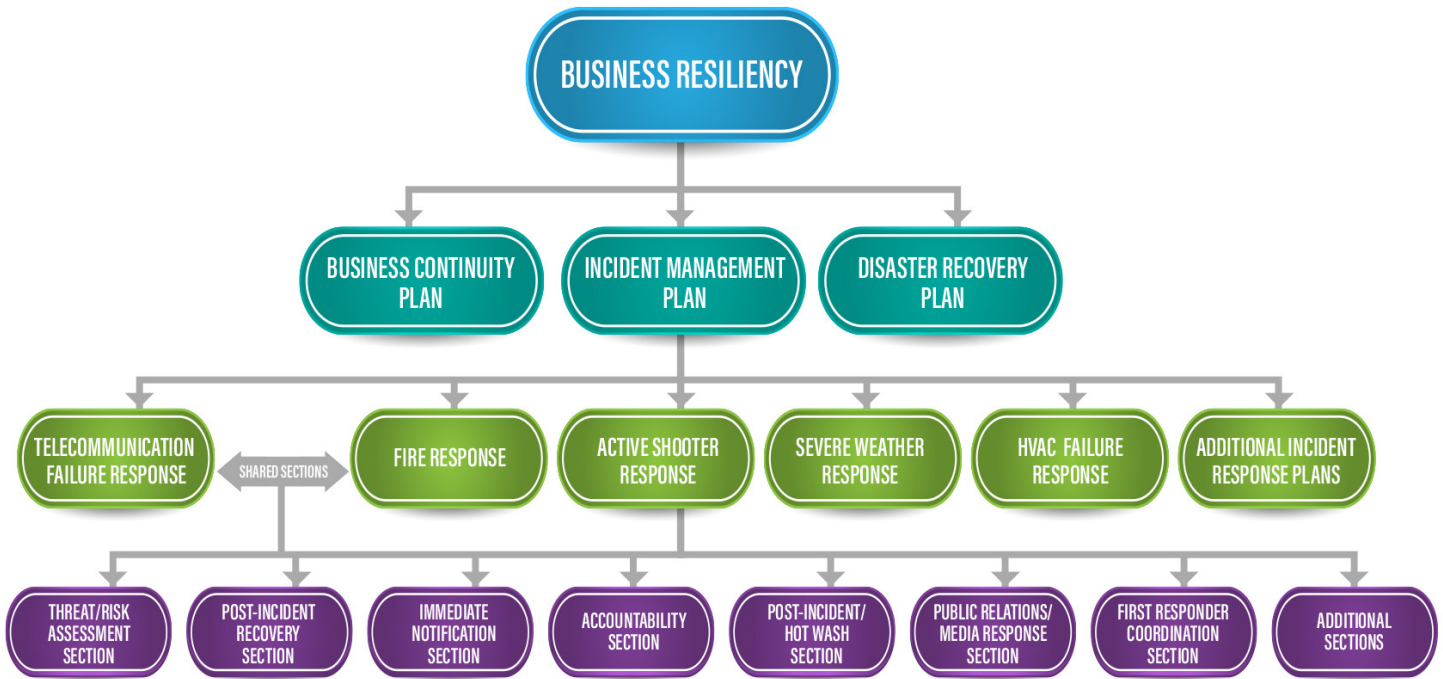 BUSINESS RESILIENCY
BUSINESS CONTINUITY
PLAN
INCIDENT MANAGEMENT
PLAN
DISASTER RECOVERY
PLAN
TELECOMMUNICATION
FAILURE RESPONSE
SHARED SECTIONS
FIRE RESPONSE
ACTIVE SHOOTER
RESPONSE
SEVERE WEATHER
RESPONSE
HVAC FAILURE
RESPONSE
ADDITIONAL INCIDENT
RESPONSE PLANS
THREAT/RISK
ASSESSMENT
SECTION
POST-INCIDENT
RECOVERY
SECTION
IMMEDIATE
NOTIFICATION
SECTION
ACCOUNTABILITY
SECTION
POST-INCIDENT/
HOT WASH
SECTION
PUBLIC RELATIONS/
MEDIA RESPONSE
SECTION
FIRST RESPONDER
COORDINATION
SECTION
ADDITIONAL
SECTIONS